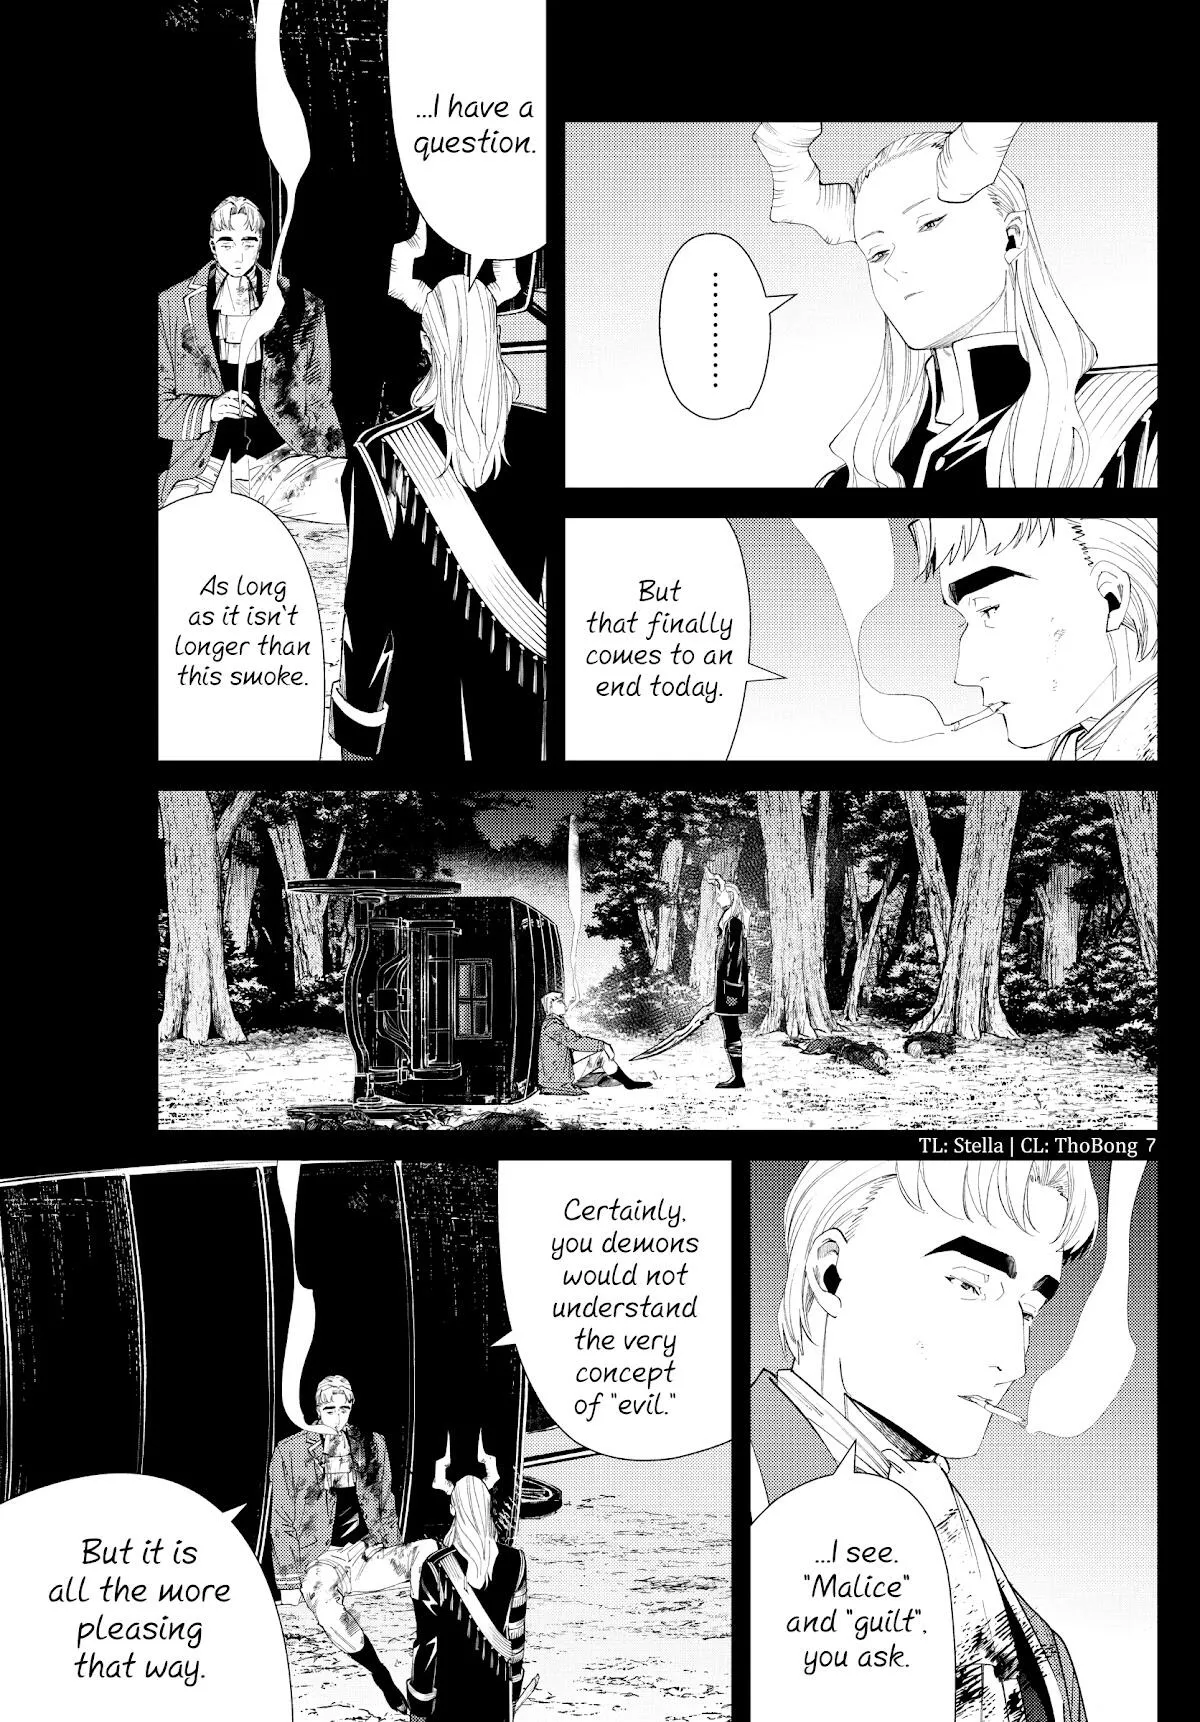 ..........
But
that finally
comes to an
end today.
...I have a
question.
As long
as it isn't
longer than
this smoke.
TL: Stella | CL: ThoBong 7
...I see.
"Malice"
and "guilt",
you ask.
Certainly,
you demons
would not
understand
the very
concept
of "evil."
But it is
all the more
pleasing
that way.